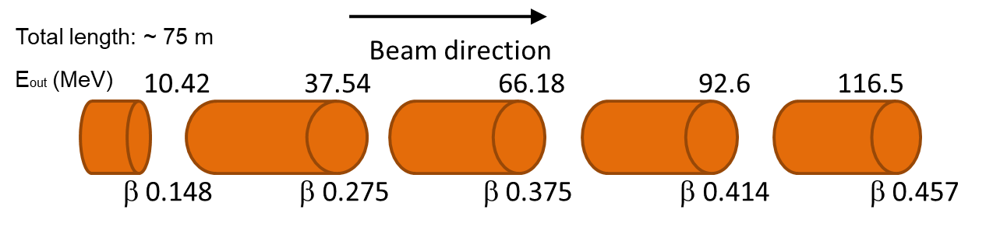 Total length: ~ 75 m
Beam direction
Eout (MeV) 10.42 37.54 66.18 92.6 116.5
β 0.148 β 0.275 β 0.375 β 0.414 β 0.457